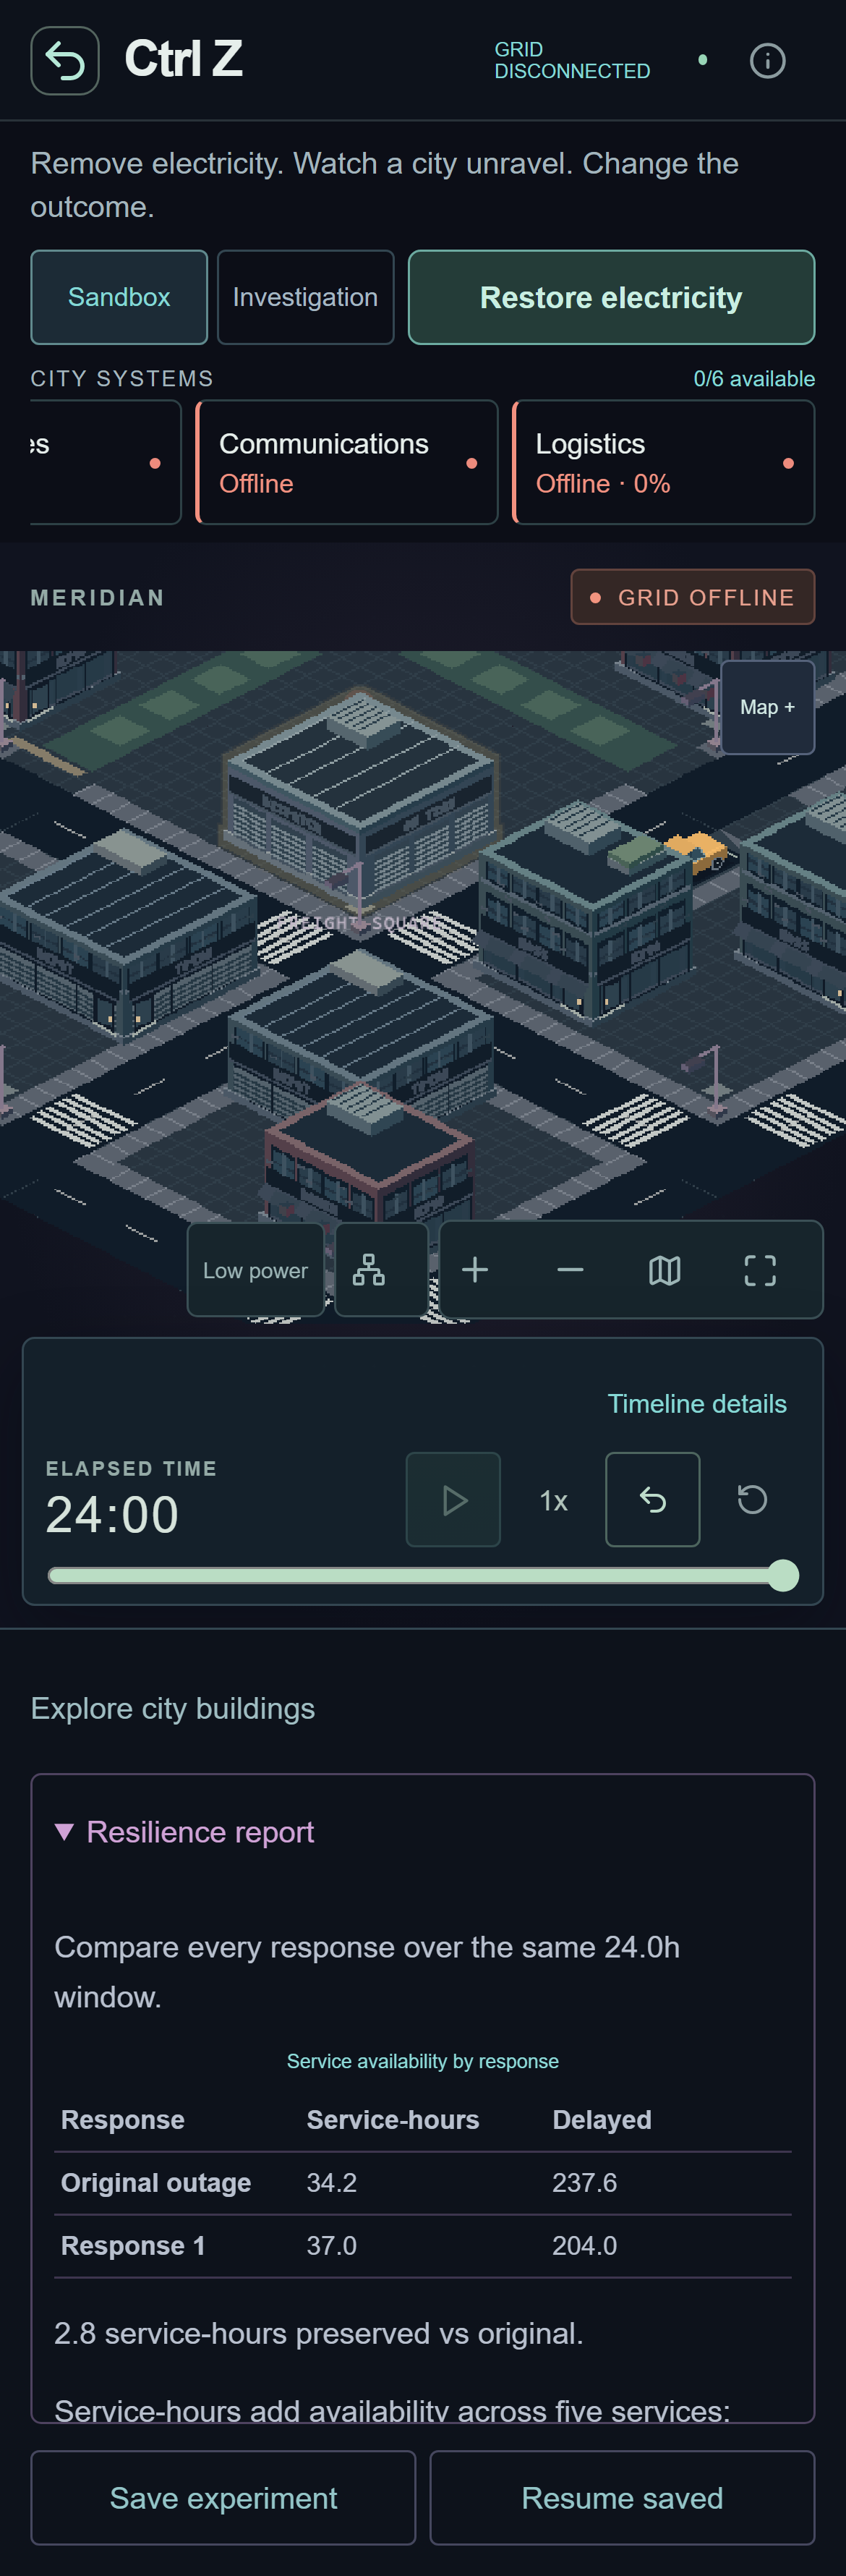 Ctrl Z
GRID
DISCONNECTED
Remove electricity. Watch a city unravel. Change the
outcome.
Sandbox
Investigation
Restore electricity
CITY SYSTEMS
0/6 available
es
Communications
Offline
Logistics
Offline · 0%
MERIDIAN
GRID OFFLINE
Map +
Low power
Timeline details
ELAPSED TIME
24:00
1x
Explore city buildings
Resilience report
Compare every response over the same 24.0h
window.
Service availability by response
Response Service-hours Delayed
Original outage 34.2 237.6
Response 1 37.0 204.0
2.8 service-hours preserved vs original.
Service-hours add availability across five services:
Save experiment
Resume saved